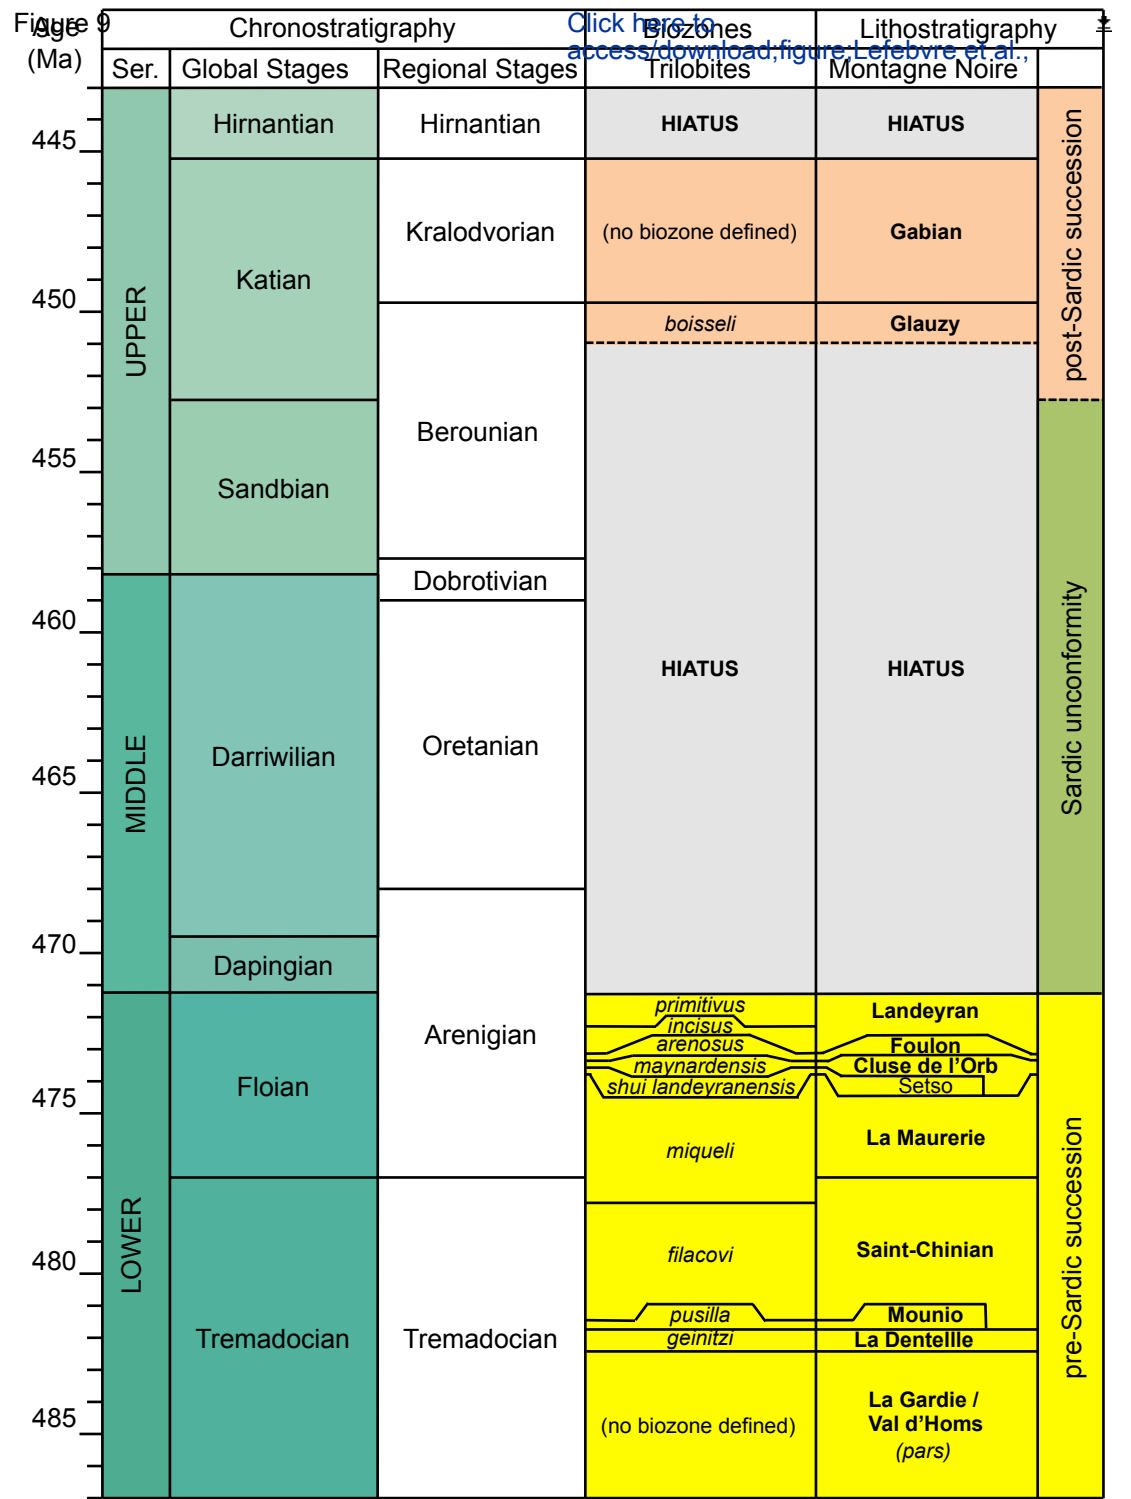 Figure 9
Click here to
access/download;figure;Lefebvre et al.,
Age
(Ma)
Chronostratigraphy
Biozones
Lithostratigraphy
Ser.
Global Stages
Regional Stages
Trilobites
Montagne Noire
445
450
455
460
465
470
475
480
485
UPPER
MIDDLE
LOWER
Hirnantian
Katian
Sandbian
Darriwilian
Dapingian
Floian
Tremadocian
Hirnantian
Kralodvorian
Berounian
Dobrotivian
Oretanian
Arenigian
Tremadocian
HIATUS
(no biozone defined)
boisseli
HIATUS
primitivus
incisus
arenosus
maynardensis
shui landeyranensis
miqueli
filacovi
pusilla
geinitzi
(no biozone defined)
HIATUS
Gabian
Glauzy
HIATUS
Landeyran
Foulon
Cluse de l'Orb
Setso
La Maurerie
Saint-Chinian
Mounio
La Dentellle
La Gardie /
Val d'Homs
(pars)
post-Sardic succession
Sardic unconformity
pre-Sardic succession